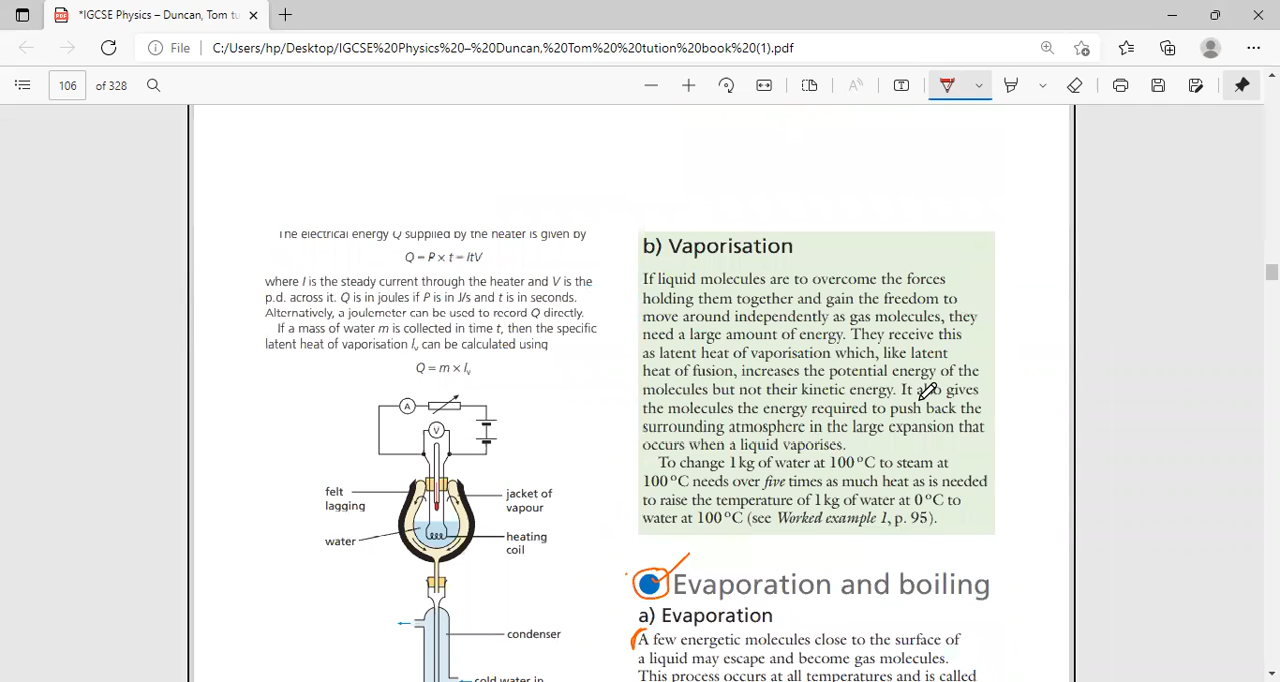 *IGCSE Physics – Duncan, Tom tu
File
C:/Users/hp/Desktop/IGCSE%20Physics%20–%20Duncan,%20Tom%20%20tution%20book%20(1).pdf
106 of 328
The electrical energy Q supplied by the heater is given by
Q = P × t = ItV
where I is the steady current through the heater and V is the
p.d. across it. Q is in joules if P is in J/s and t is in seconds.
Alternatively, a joulemeter can be used to record Q directly.
If a mass of water m is collected in time t, then the specific
latent heat of vaporisation lᵥ can be calculated using
Q = m × lᵥ
A
V
felt
lagging
jacket of
vapour
water
heating
coil
condenser
cold water in
b) Vaporisation
If liquid molecules are to overcome the forces
holding them together and gain the freedom to
move around independently as gas molecules, they
need a large amount of energy. They receive this
as latent heat of vaporisation which, like latent
heat of fusion, increases the potential energy of the
molecules but not their kinetic energy. It also gives
the molecules the energy required to push back the
surrounding atmosphere in the large expansion that
occurs when a liquid vaporises.
To change 1 kg of water at 100 °C to steam at
100 °C needs over five times as much heat as is needed
to raise the temperature of 1 kg of water at 0 °C to
water at 100 °C (see Worked example 1, p. 95).
Evaporation and boiling
a) Evaporation
A few energetic molecules close to the surface of
a liquid may escape and become gas molecules.
This process occurs at all temperatures and is called